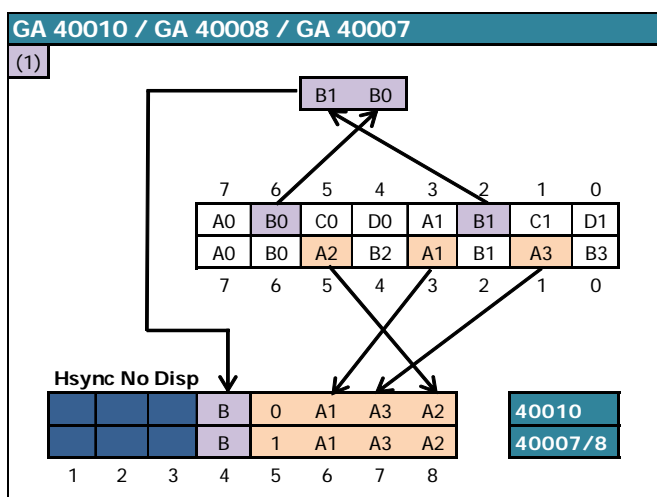 GA 40010 / GA 40008 / GA 40007
(1)
B1 B0
7 6 5 4 3 2 1 0
A0 B0 C0 D0 A1 B1 C1 D1
A0 B0 A2 B2 A1 B1 A3 B3
7 6 5 4 3 2 1 0
Hsync No Disp
B 0 A1 A3 A2 40010
B 1 A1 A3 A2 40007/8
1 2 3 4 5 6 7 8